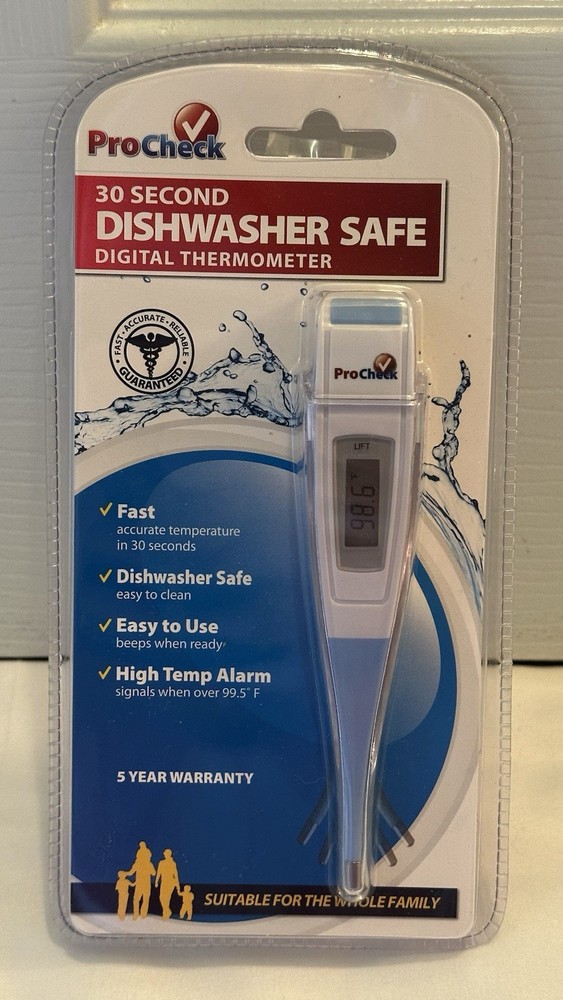 ProCheck
30 SECOND
DISHWASHER SAFE
DIGITAL THERMOMETER
FAST • ACCURATE • RELIABLE
GUARANTEED
ProCheck
LIFT
98.6 °F
Fast
accurate temperature
in 30 seconds
Dishwasher Safe
easy to clean
Easy to Use
beeps when ready
High Temp Alarm
signals when over 99.5° F
5 YEAR WARRANTY
SUITABLE FOR THE WHOLE FAMILY